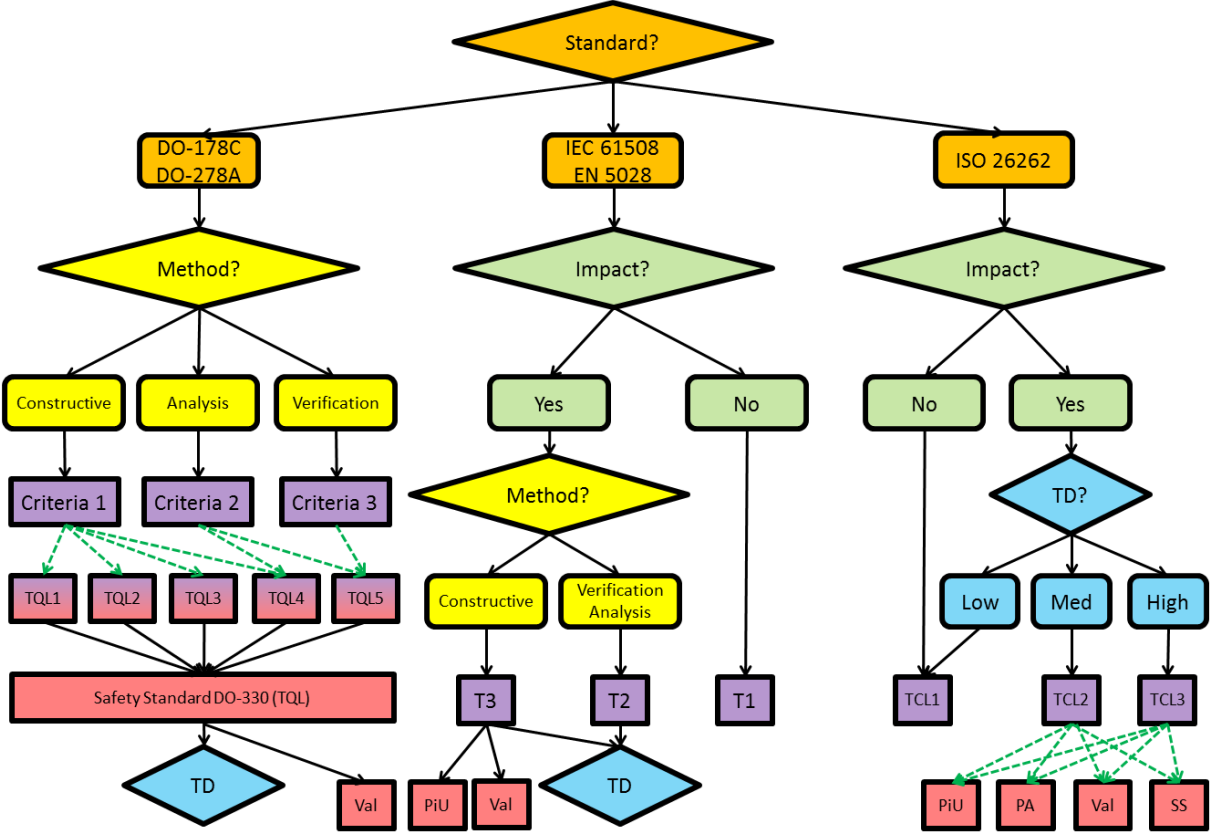 Standard?
DO-178C
DO-278A
IEC 61508
EN 5028
ISO 26262
Method?
Impact?
Impact?
Constructive
Analysis
Verification
Yes
No
No
Yes
Criteria 1
Criteria 2
Criteria 3
Method?
TD?
TQL1
TQL2
TQL3
TQL4
TQL5
Constructive
Verification
Analysis
Low
Med
High
Safety Standard DO-330 (TQL)
T3
T2
T1
TCL1
TCL2
TCL3
TD
Val
PiU
Val
TD
PiU
PA
Val
SS